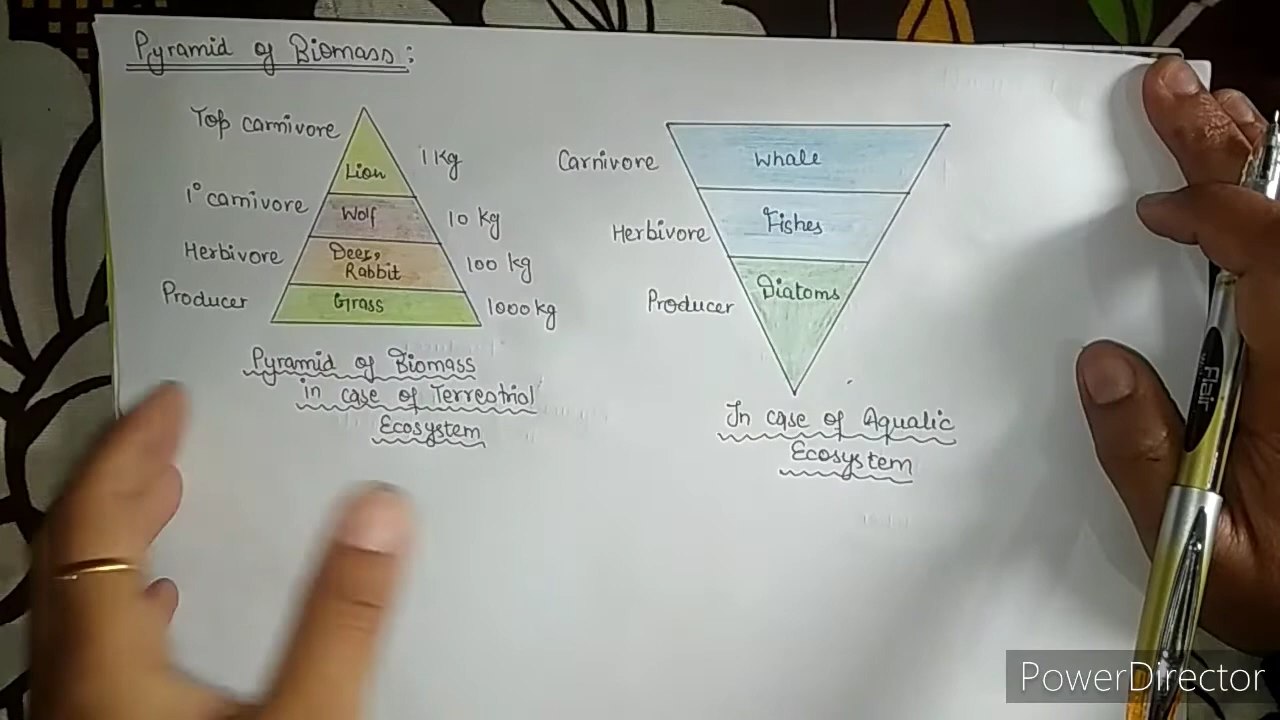 Pyramid of Biomass:
Top carnivore
Lion
1 Kg
1° carnivore
Wolf
10 kg
Herbivore
Deer,
Rabbit
100 kg
Producer
Grass
1000 kg
Pyramid of Biomass
in case of Terrestrial
Ecosystem
Carnivore
Whale
Herbivore
Fishes
Producer
Diatoms
In case of Aquatic
Ecosystem
Flair
PowerDirector